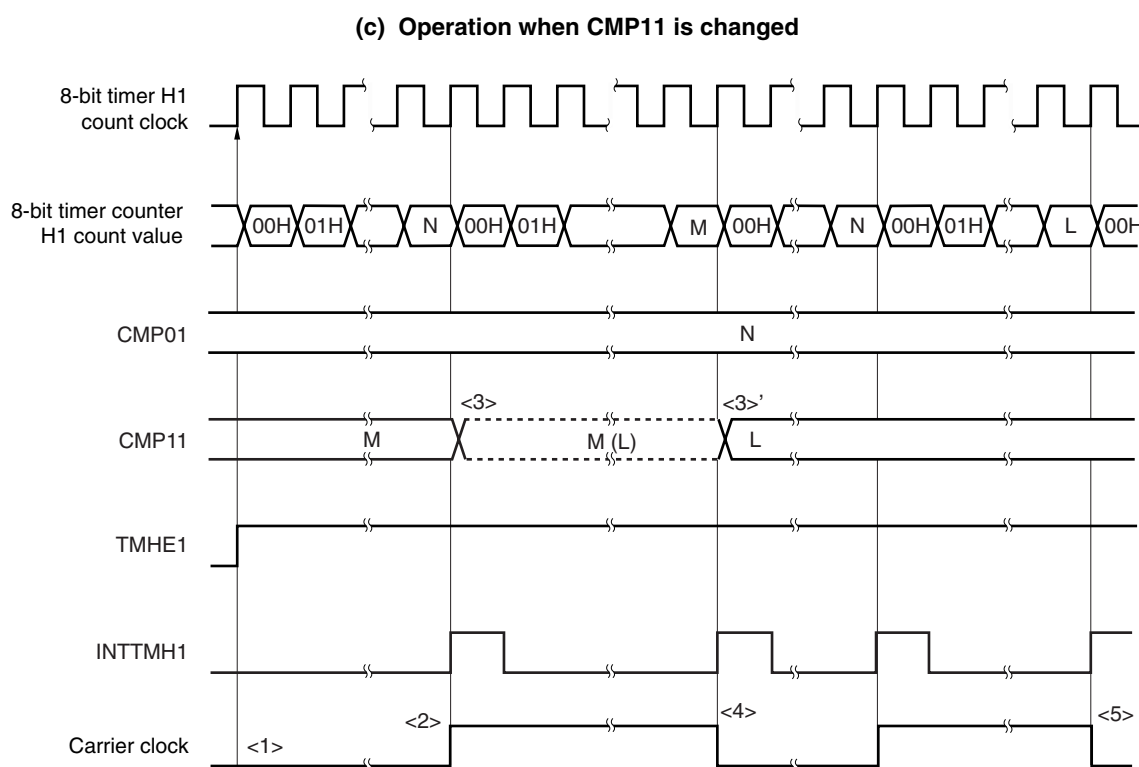 (c) Operation when CMP11 is changed
8-bit timer H1
count clock
8-bit timer counter
H1 count value
00H 01H N 00H 01H M 00H N 00H 01H L 00H
CMP01
N
<3> <3>’
CMP11
M M (L) L
TMHE1
INTTMH1
<2> <4> <5>
Carrier clock
<1>